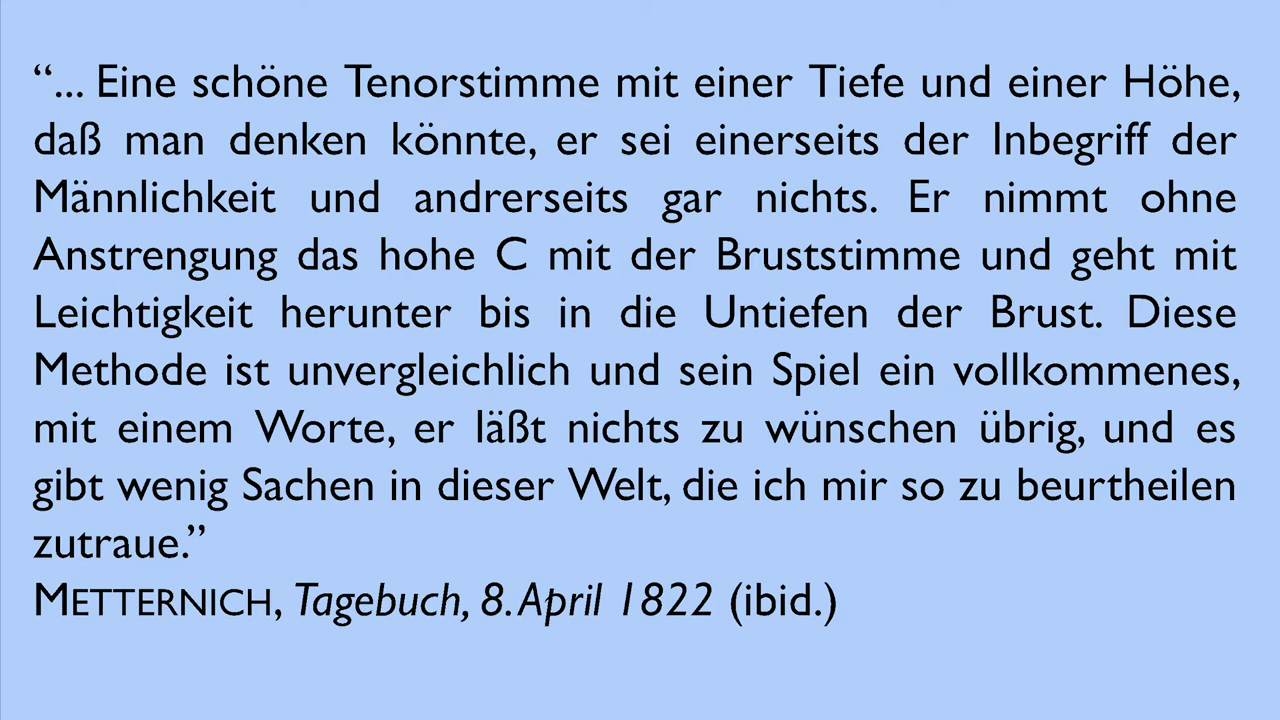 “... Eine schöne Tenorstimme mit einer Tiefe und einer Höhe,
daß man denken könnte, er sei einerseits der Inbegriff der
Männlichkeit und andrerseits gar nichts. Er nimmt ohne
Anstrengung das hohe C mit der Bruststimme und geht mit
Leichtigkeit herunter bis in die Untiefen der Brust. Diese
Methode ist unvergleichlich und sein Spiel ein vollkommenes,
mit einem Worte, er läßt nichts zu wünschen übrig, und es
gibt wenig Sachen in dieser Welt, die ich mir so zu beurtheilen
zutraue.”
METTERNICH, Tagebuch, 8. April 1822 (ibid.)